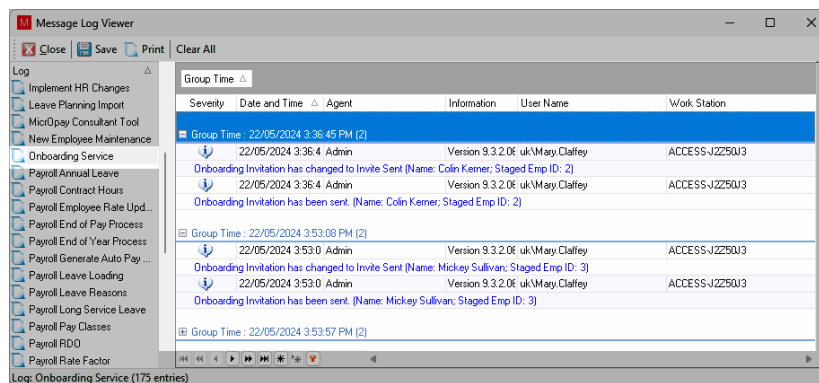 Message Log Viewer
Close Save Print Clear All
Log
Implement HR Changes
Leave Planning Import
MicrOpay Consultant Tool
New Employee Maintenance
Onboarding Service
Payroll Annual Leave
Payroll Contract Hours
Payroll Employee Rate Upd...
Payroll End of Pay Process
Payroll End of Year Process
Payroll Generate Auto Pay ...
Payroll Leave Loading
Payroll Leave Reasons
Payroll Long Service Leave
Payroll Pay Classes
Payroll RDO
Payroll Rate Factor
Group Time
Severity Date and Time Agent Information User Name Work Station
Group Time : 22/05/2024 3:36:45 PM (2)
22/05/2024 3:36:4 Admin Version 9.3.2.06 uk\Mary.Claffey ACCESS-J2Z50J3
Onboarding Invitation has changed to Invite Sent (Name: Colin Kerner; Staged Emp ID: 2)
22/05/2024 3:36:4 Admin Version 9.3.2.06 uk\Mary.Claffey ACCESS-J2Z50J3
Onboarding Invitation has been sent. (Name: Colin Kerner; Staged Emp ID: 2)
Group Time : 22/05/2024 3:53:08 PM (2)
22/05/2024 3:53:0 Admin Version 9.3.2.06 uk\Mary.Claffey ACCESS-J2Z50J3
Onboarding Invitation has changed to Invite Sent (Name: Mickey Sullivan; Staged Emp ID: 3)
22/05/2024 3:53:0 Admin Version 9.3.2.06 uk\Mary.Claffey ACCESS-J2Z50J3
Onboarding Invitation has been sent. (Name: Mickey Sullivan; Staged Emp ID: 3)
Group Time : 22/05/2024 3:53:57 PM (2)
Log: Onboarding Service (175 entries)